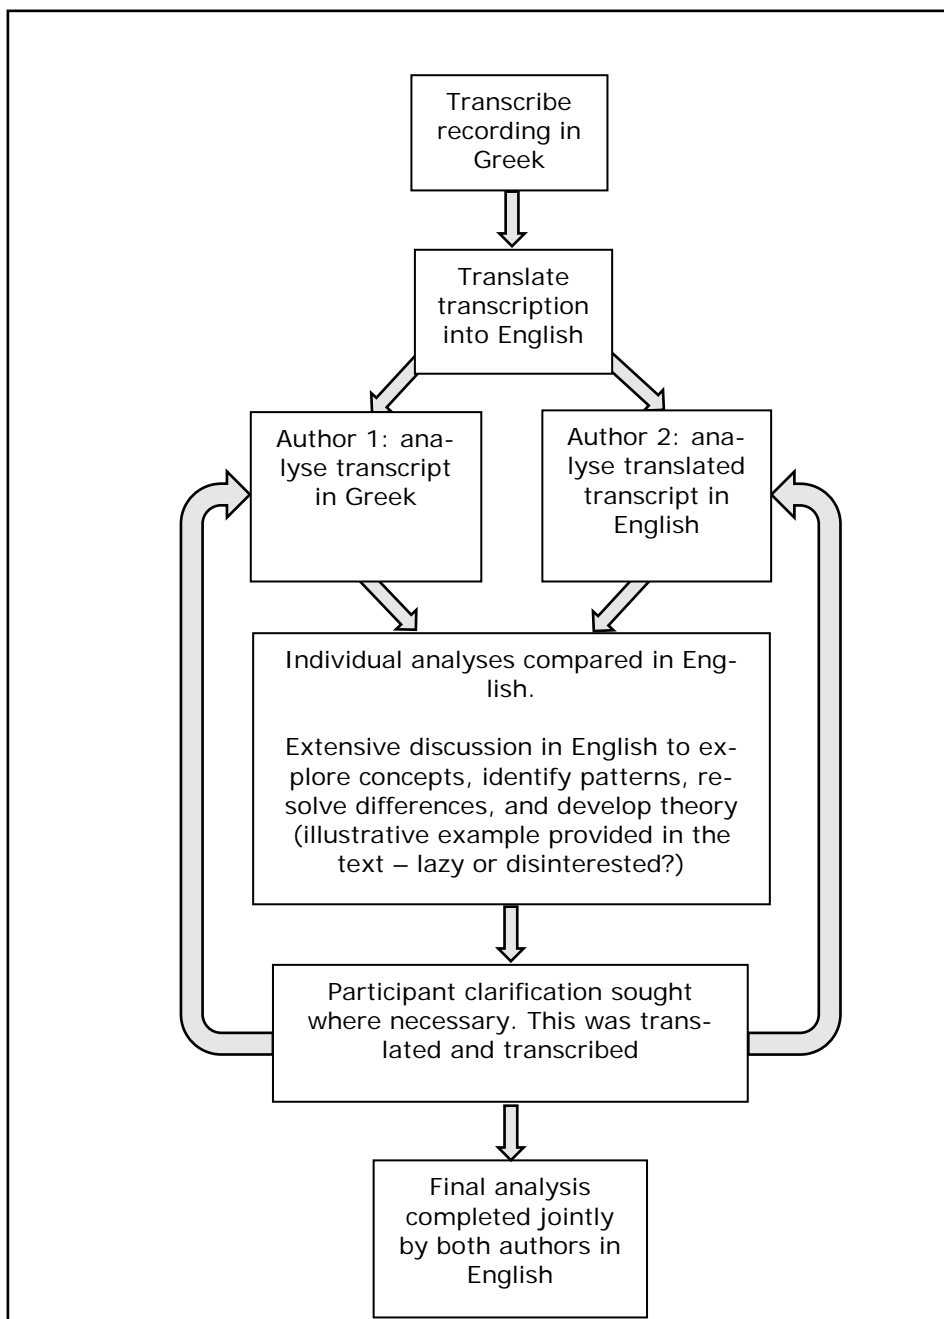 Transcribe
recording in
Greek
Translate
transcription
into English
Author 1: ana-
lyse transcript
in Greek
Author 2: ana-
lyse translated
transcript in
English
Individual analyses compared in Eng-
lish.
Extensive discussion in English to ex-
plore concepts, identify patterns, re-
solve differences, and develop theory
(illustrative example provided in the
text – lazy or disinterested?)
Participant clarification sought
where necessary. This was trans-
lated and transcribed
Final analysis
completed jointly
by both authors in
English